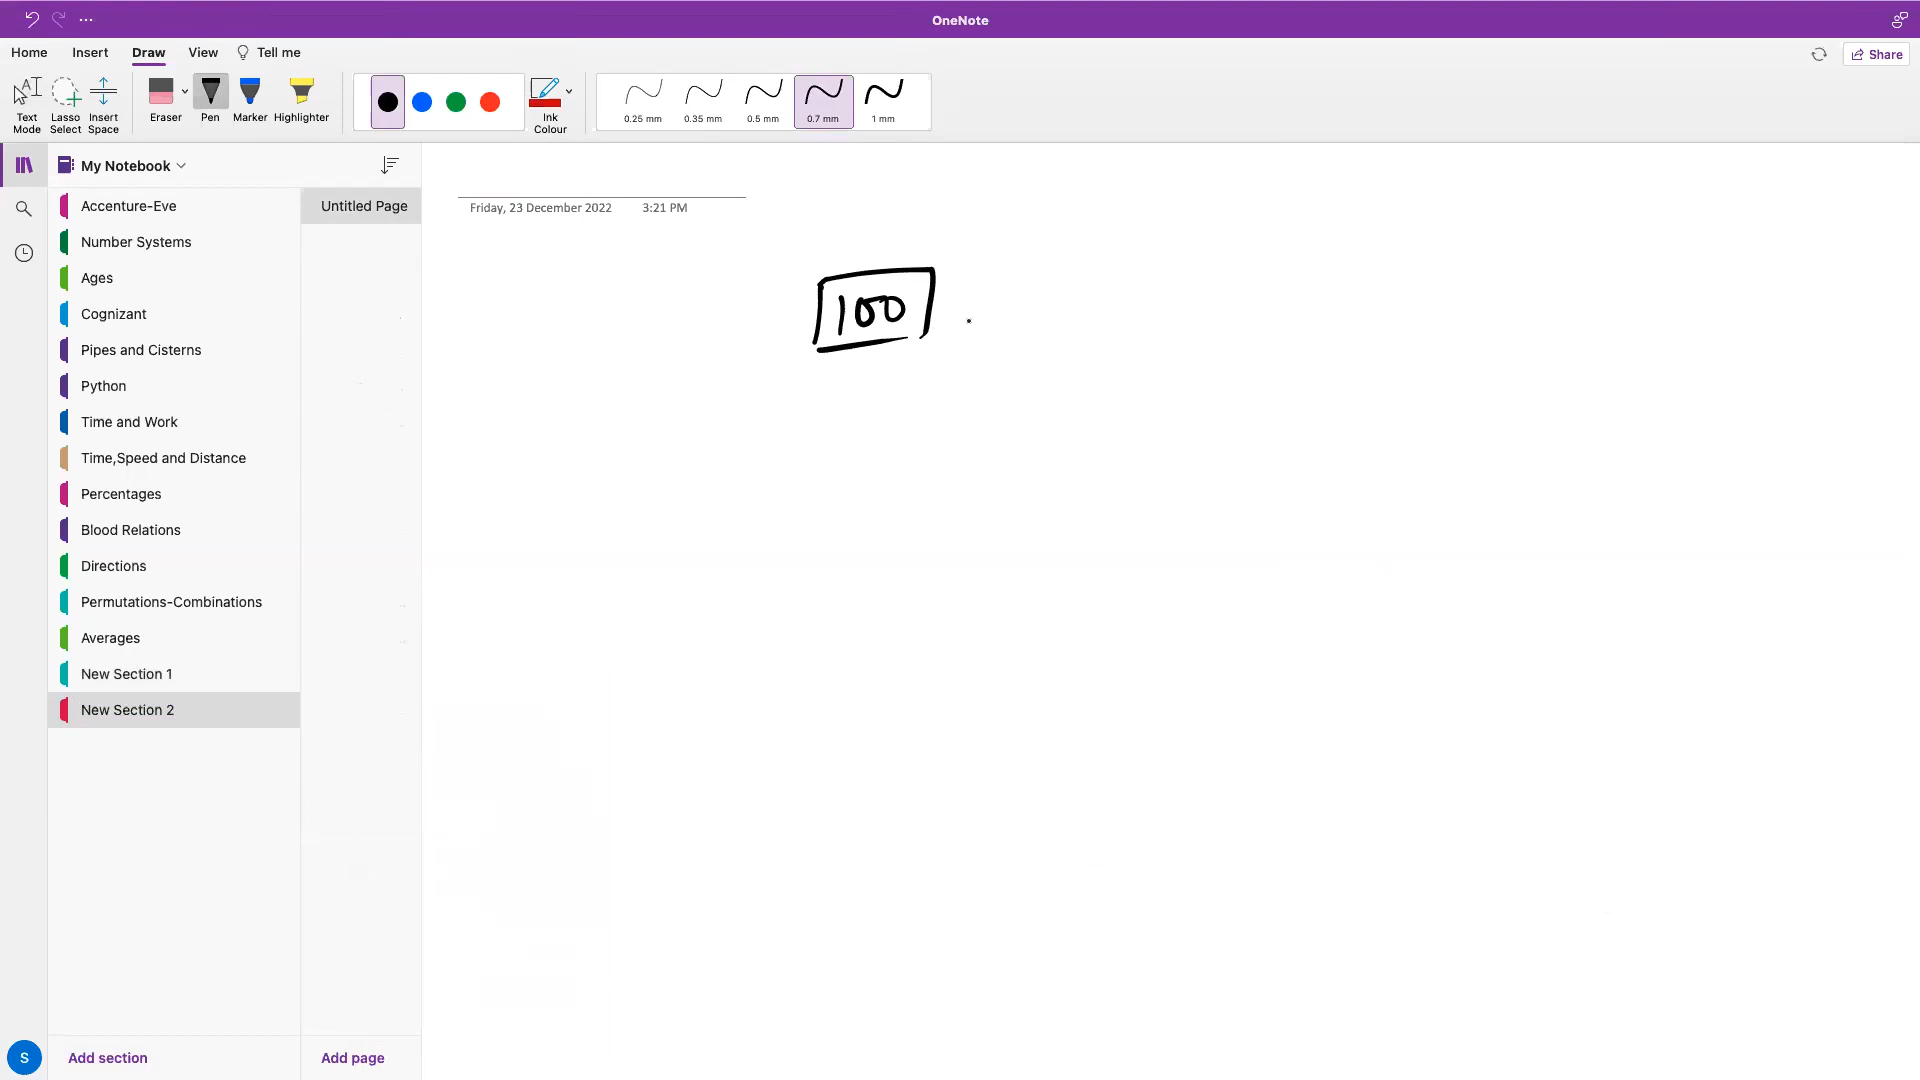 OneNote
Home Insert Draw View Tell me
Share
Text Mode
Lasso Select
Insert Space
Eraser
Pen
Marker
Highlighter
Ink Colour
0.25 mm
0.35 mm
0.5 mm
0.7 mm
1 mm
My Notebook
Accenture-Eve
Number Systems
Ages
Cognizant
Pipes and Cisterns
Python
Time and Work
Time,Speed and Distance
Percentages
Blood Relations
Directions
Permutations-Combinations
Averages
New Section 1
New Section 2
Untitled Page
Friday, 23 December 2022 3:21 PM
100
S
Add section
Add page